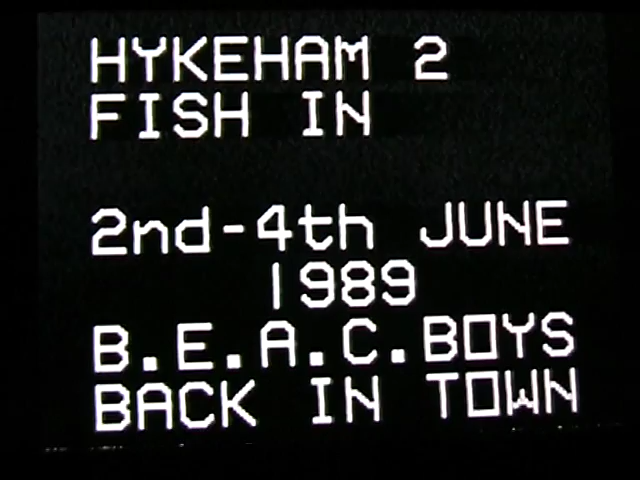 HYKEHAM 2
FISH IN
2nd-4th JUNE
1989
B.E.A.C.BOYS
BACK IN TOWN